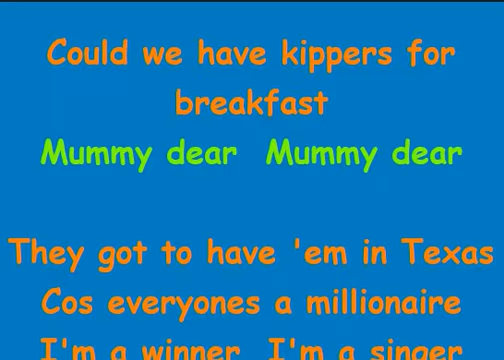 Could we have kippers for
breakfast
Mummy dear  Mummy dear
They got to have 'em in Texas
Cos everyones a millionaire
I'm a winner  I'm a singer